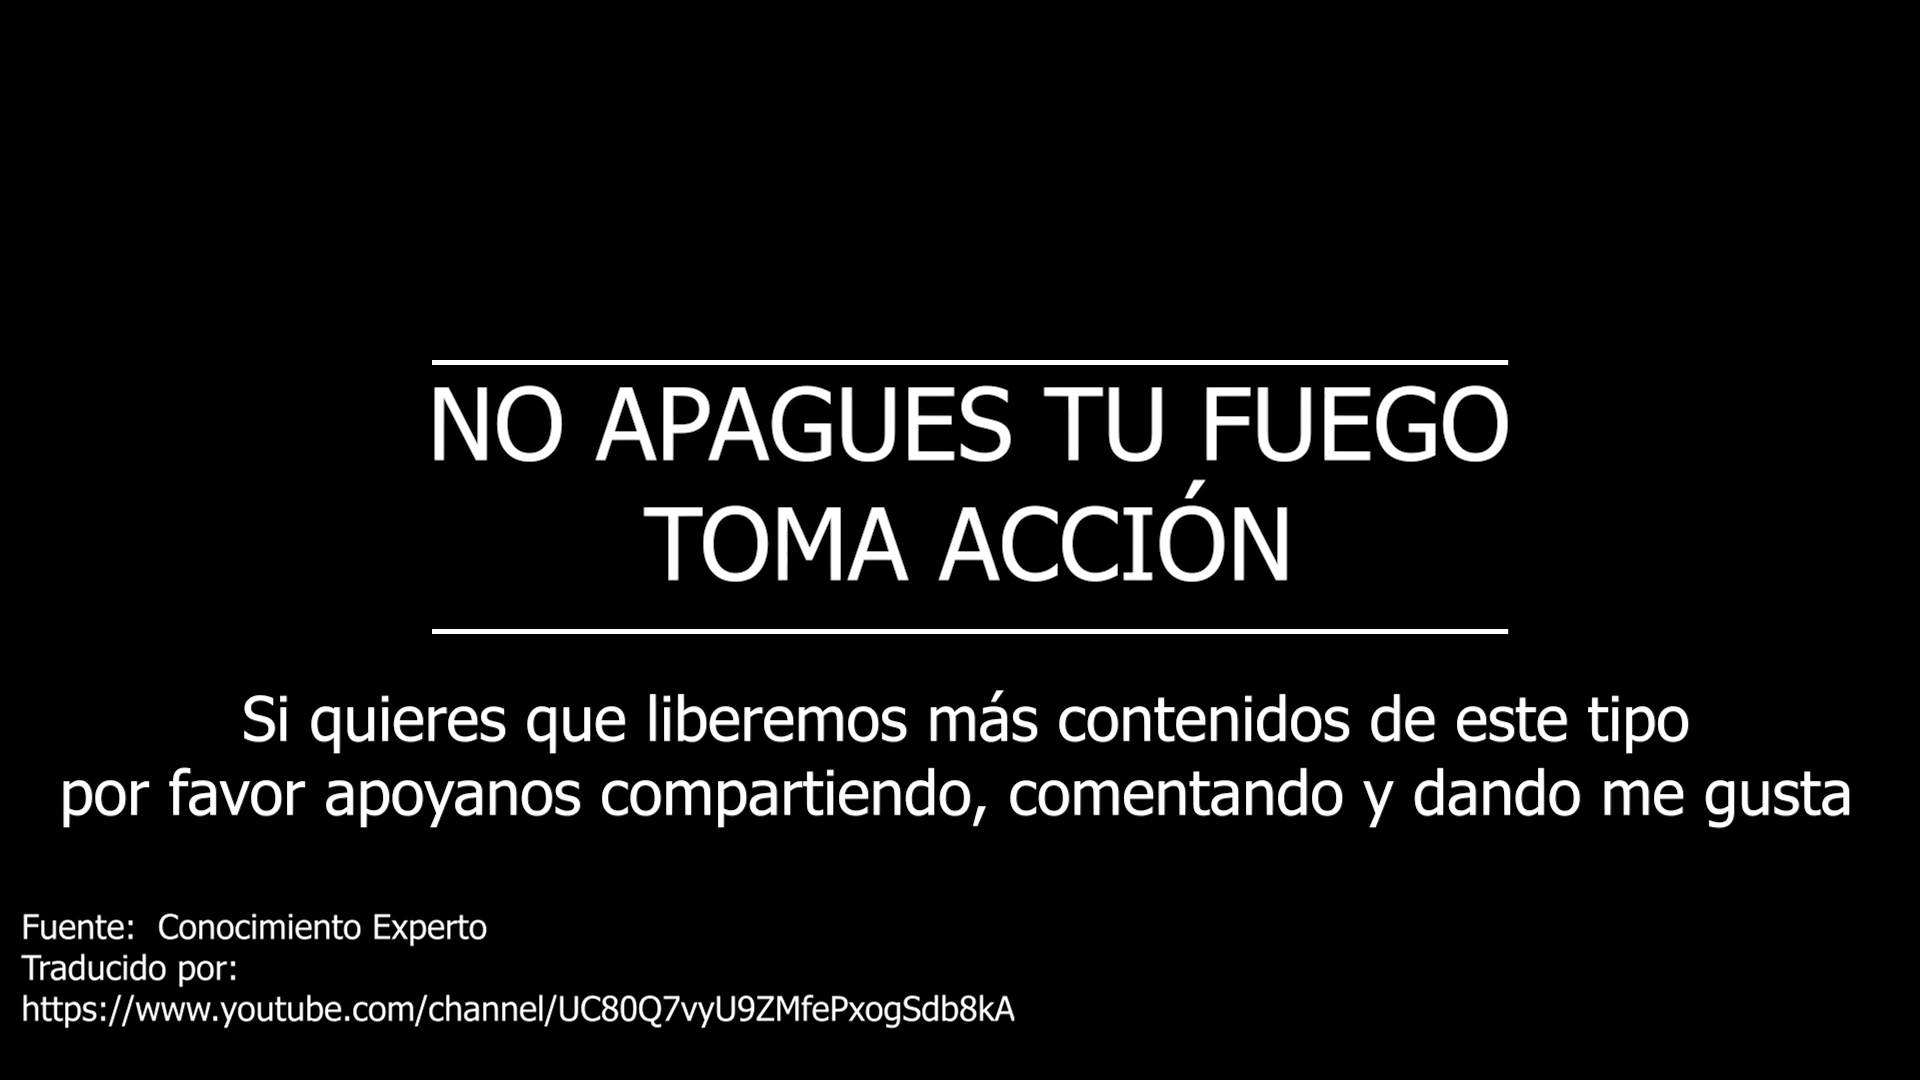 NO APAGUES TU FUEGO
TOMA ACCIÓN
Si quieres que liberemos más contenidos de este tipo
por favor apoyanos compartiendo, comentando y dando me gusta
Fuente:  Conocimiento Experto
Traducido por:
https://www.youtube.com/channel/UC80Q7vyU9ZMfePxogSdb8kA